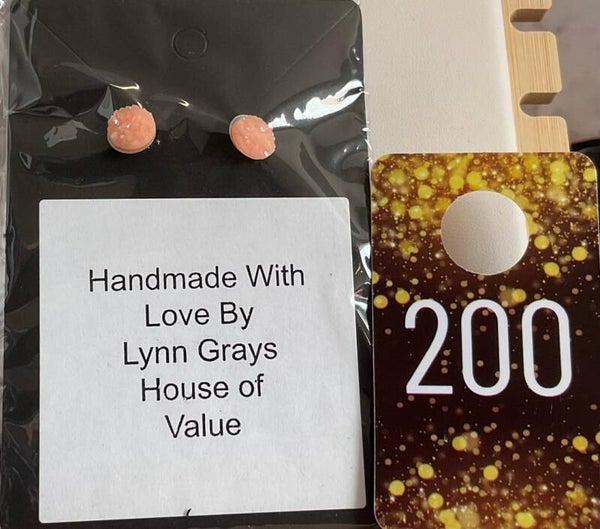 Handmade With
Love By
Lynn Grays
House of
Value
200